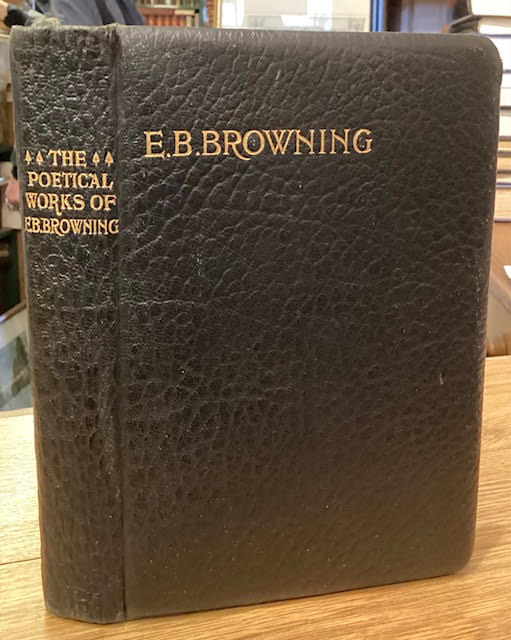 THE
POETICAL
WORKS OF
E.B.BROWNING
E.B.BROWNING